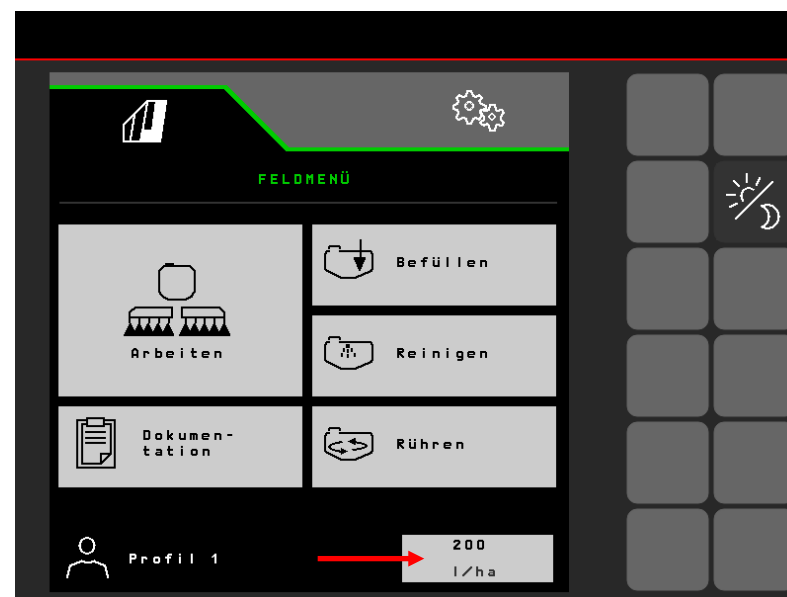 FELDMENÜ
Arbeiten
Befüllen
Reinigen
Dokumen-
tation
Rühren
Profil 1
200
l/ha